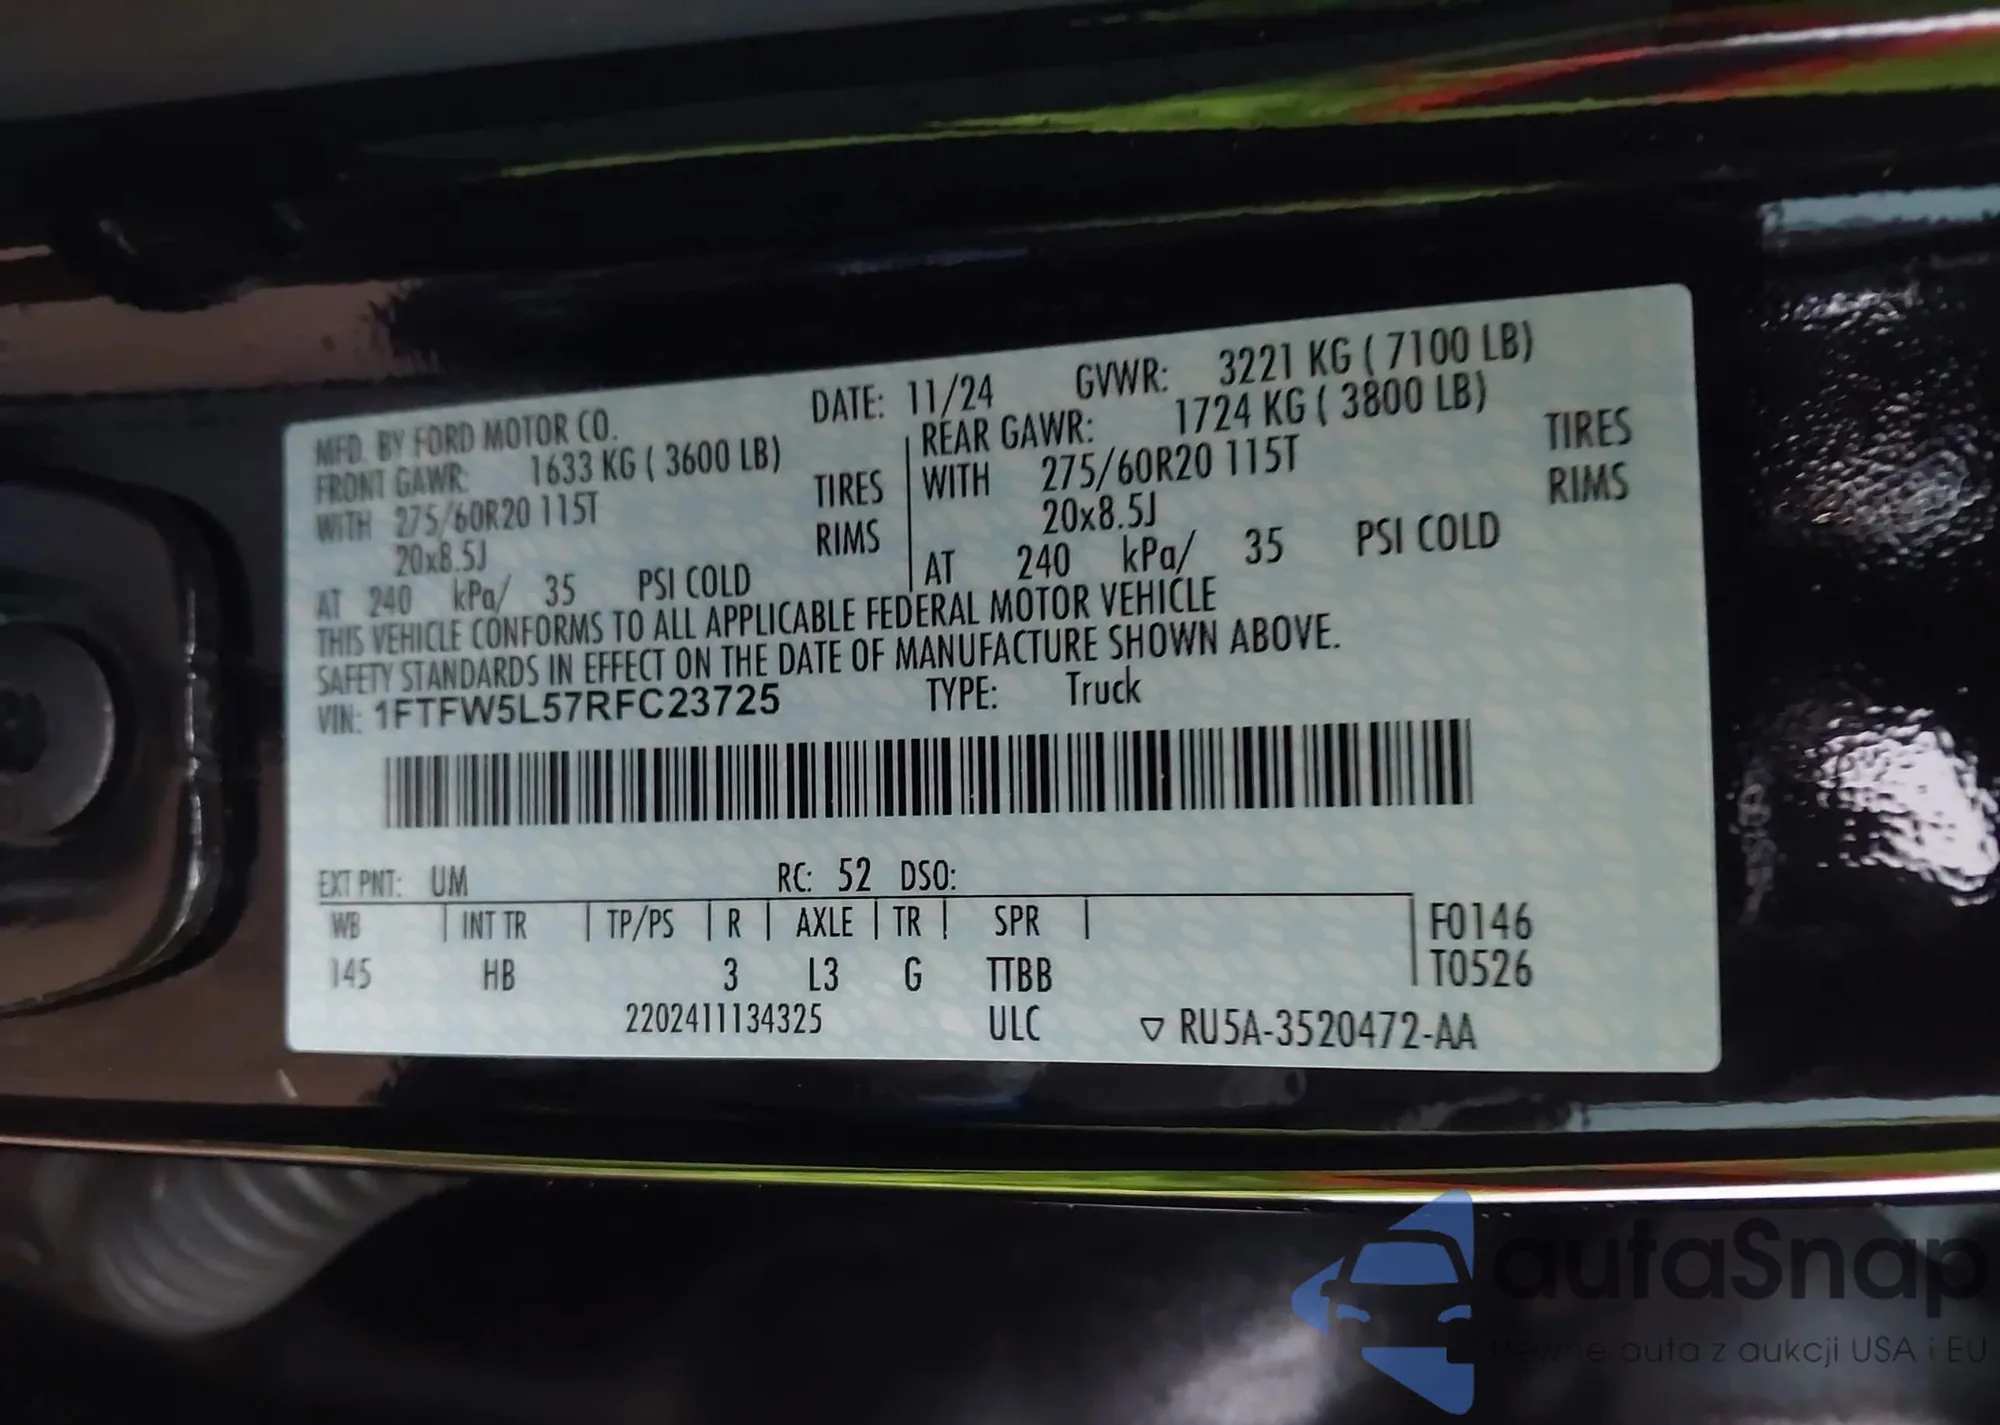 MFD. BY FORD MOTOR CO. DATE: 11/24 GVWR: 3221 KG ( 7100 LB)
FRONT GAWR: 1633 KG ( 3600 LB) REAR GAWR: 1724 KG ( 3800 LB)
WITH 275/60R20 115T TIRES WITH 275/60R20 115T TIRES
20x8.5J RIMS 20x8.5J RIMS
AT 240 kPa/ 35 PSI COLD AT 240 kPa/ 35 PSI COLD
THIS VEHICLE CONFORMS TO ALL APPLICABLE FEDERAL MOTOR VEHICLE
SAFETY STANDARDS IN EFFECT ON THE DATE OF MANUFACTURE SHOWN ABOVE.
VIN: 1FTFW5L57RFC23725 TYPE: Truck
EXT PNT: UM RC: 52 DSO:
WB INT TR TP/PS R AXLE TR SPR F0146
145 HB 3 L3 G TTBB T0526
2202411134325 ULC ▽ RU5A-3520472-AA
autaSnap
pewne auta z aukcji USA i EU